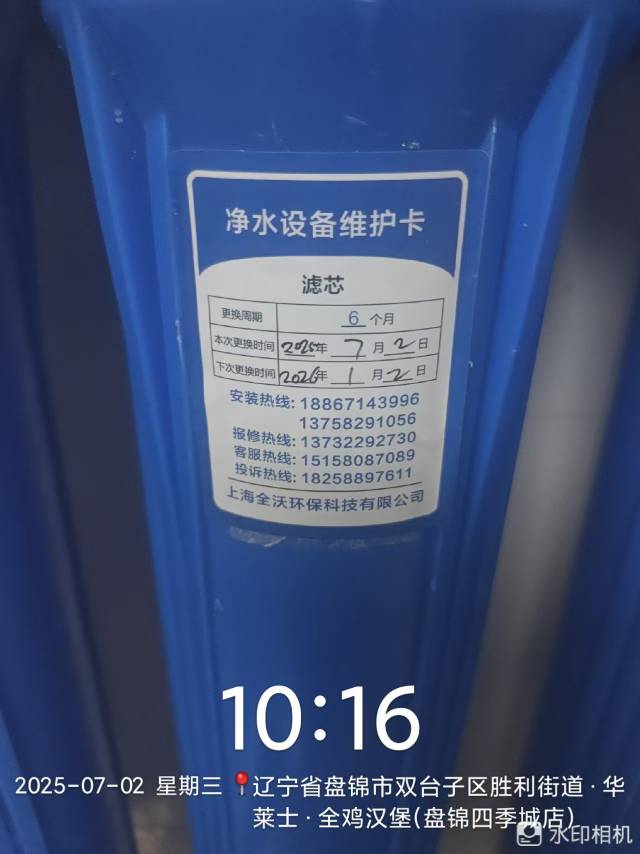 净水设备维护卡
滤芯
更换周期 6 个月
本次更换时间 2025年 7 月 2 日
下次更换时间 2026年 1 月 2 日
安装热线: 18867143996
13758291056
报修热线: 13732292730
客服热线: 15158087089
投诉热线: 18258897611
上海全沃环保科技有限公司
10:16
2025-07-02 星期三 辽宁省盘锦市双台子区胜利街道·华
莱士·全鸡汉堡(盘锦四季城店)
水印相机